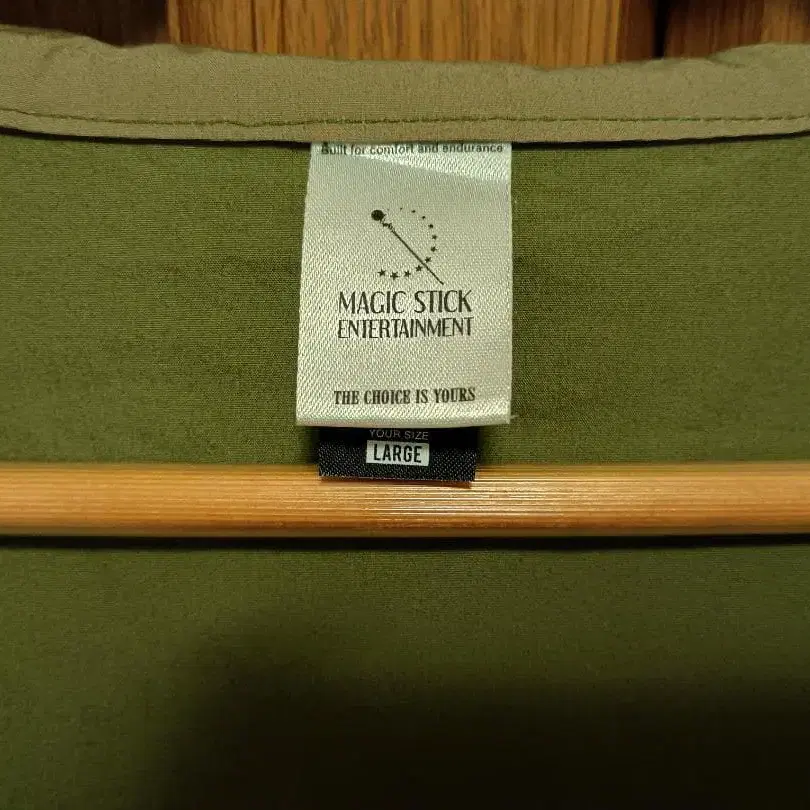 Built for comfort and endurance
MAGIC STICK
ENTERTAINMENT
THE CHOICE IS YOURS
YOUR SIZE
LARGE